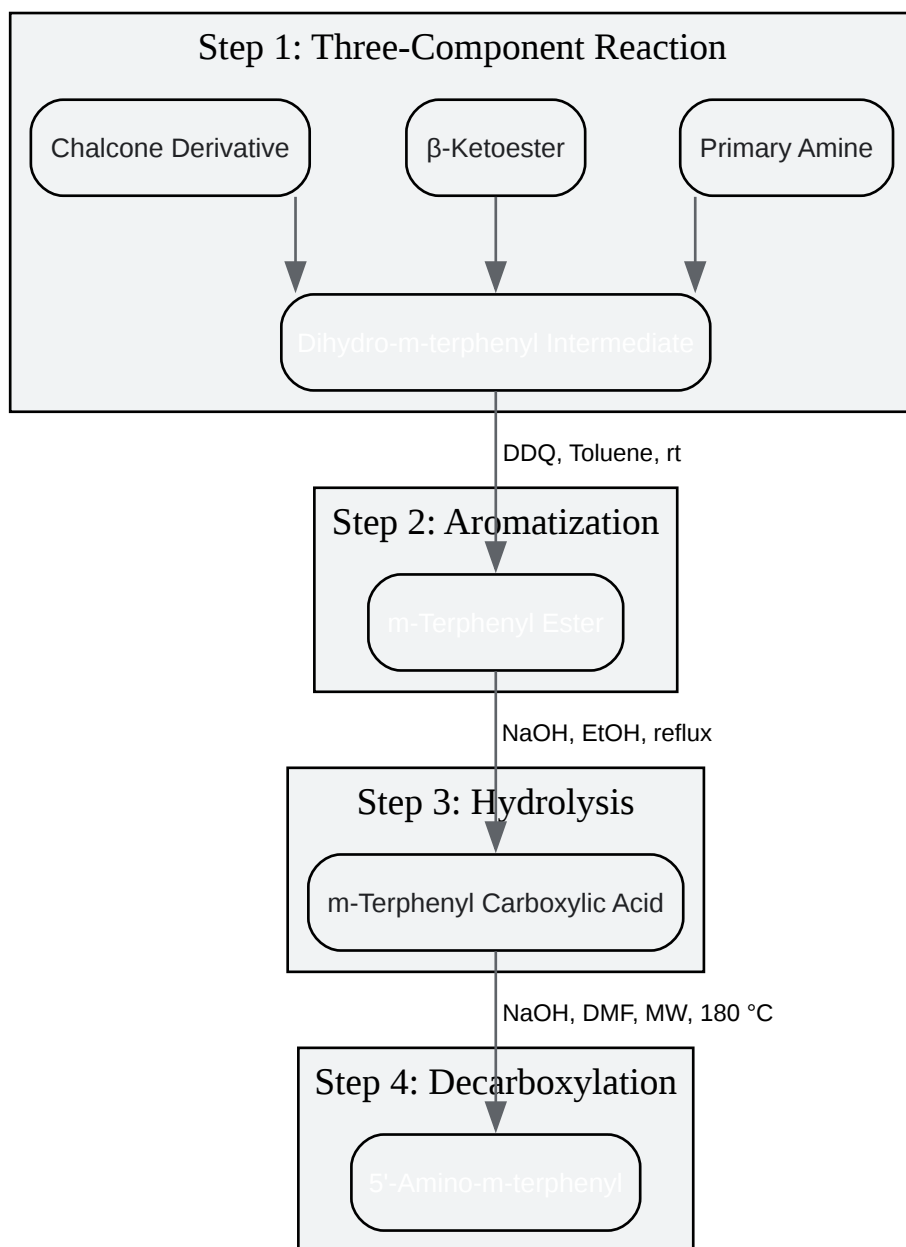 Step 1: Three-Component Reaction
Chalcone Derivative
β-Ketoester
Primary Amine
Dihydro-m-terphenyl Intermediate
DDQ, Toluene, rt
Step 2: Aromatization
m-Terphenyl Ester
NaOH, EtOH, reflux
Step 3: Hydrolysis
m-Terphenyl Carboxylic Acid
NaOH, DMF, MW, 180 °C
Step 4: Decarboxylation
5'-Amino-m-terphenyl